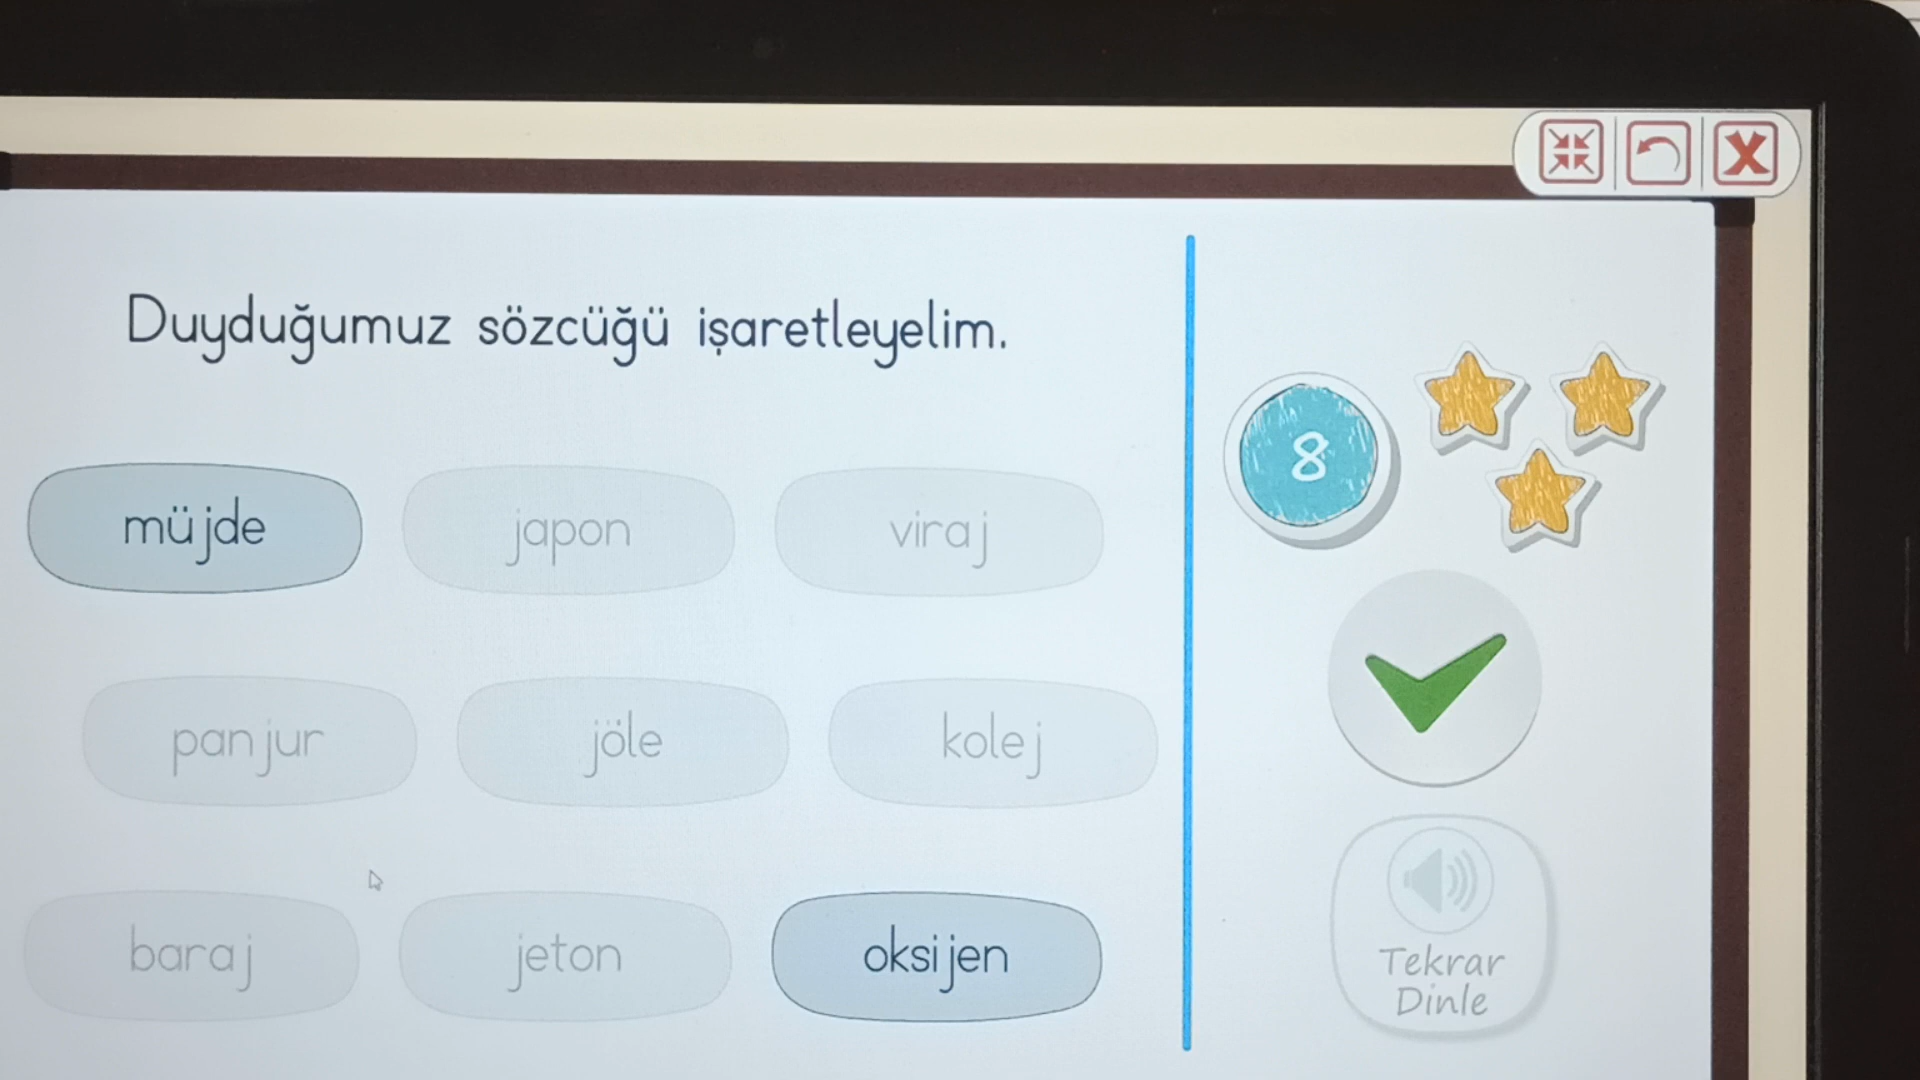 Duyduğumuz sözcüğü işaretleyelim.
8
müjde japon viraj
panjur jöle kolej
baraj jeton oksijen
Tekrar
Dinle